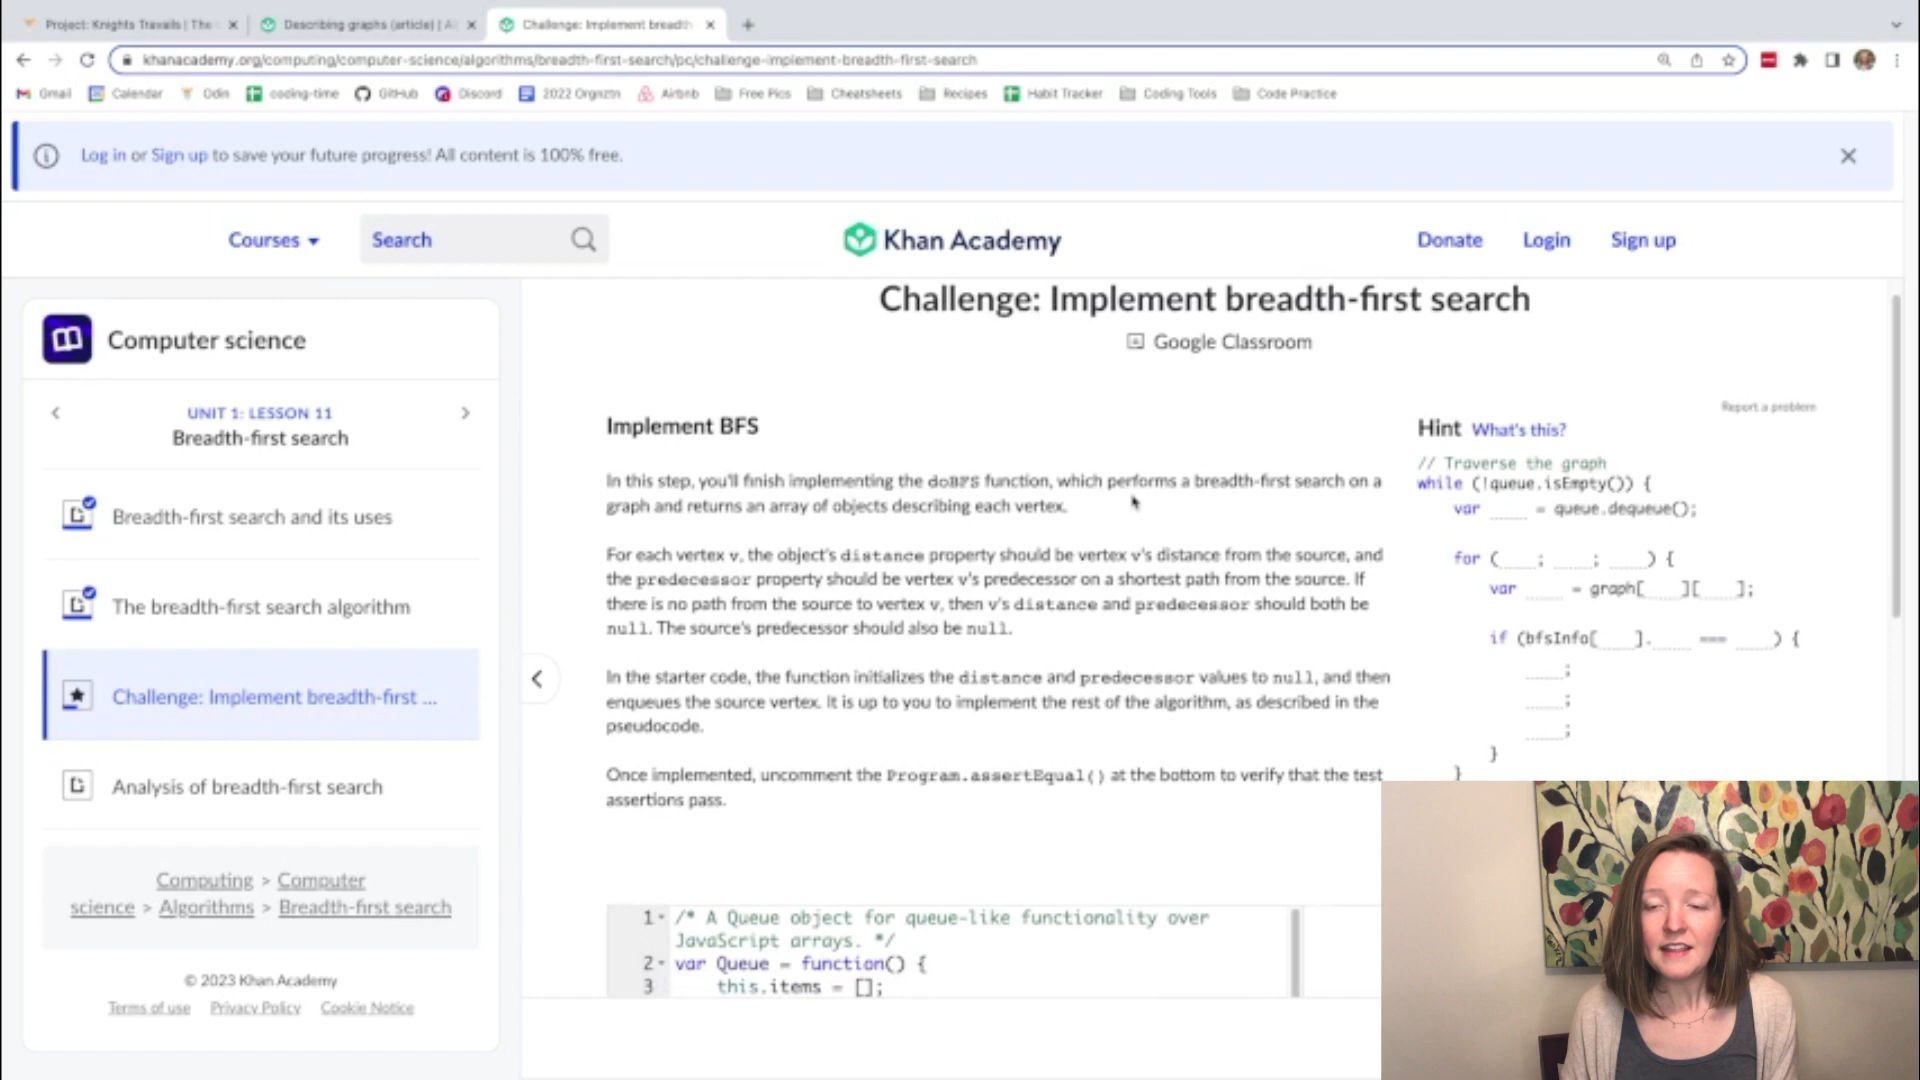 Project: Knights Travails | The
Describing graphs (article) | Al
Challenge: Implement breadth-
khanacademy.org/computing/computer-science/algorithms/breadth-first-search/pc/challenge-implement-breadth-first-search
Gmail Calendar Odin coding-time GitHub Discord 2022 Orgnztn Airbnb Free Pics Cheatsheets Recipes Habit Tracker Coding Tools Code Practice
Log in or Sign up to save your future progress! All content is 100% free.
Courses Search Khan Academy Donate Login Sign up
Computer science
UNIT 1: LESSON 11
Breadth-first search
Breadth-first search and its uses
The breadth-first search algorithm
Challenge: Implement breadth-first ...
Analysis of breadth-first search
Computing > Computer
science > Algorithms > Breadth-first search
© 2023 Khan Academy
Terms of use Privacy Policy Cookie Notice
Challenge: Implement breadth-first search
Google Classroom
Report a problem
Implement BFS
In this step, you'll finish implementing the doBFS function, which performs a breadth-first search on a
graph and returns an array of objects describing each vertex.
For each vertex v, the object's distance property should be vertex v's distance from the source, and
the predecessor property should be vertex v's predecessor on a shortest path from the source. If
there is no path from the source to vertex v, then v's distance and predecessor should both be
null. The source's predecessor should also be null.
In the starter code, the function initializes the distance and predecessor values to null, and then
enqueues the source vertex. It is up to you to implement the rest of the algorithm, as described in the
pseudocode.
Once implemented, uncomment the Program.assertEqual() at the bottom to verify that the test
assertions pass.
Hint What's this?
// Traverse the graph
while (!queue.isEmpty()) {
var ____ = queue.dequeue();
for (____; ____; ____) {
var ____ = graph[____][____];
if (bfsInfo[____].____ === ____) {
____;
____;
____;
}
}
1 /* A Queue object for queue-like functionality over
JavaScript arrays. */
2 var Queue = function() {
3 this.items = [];